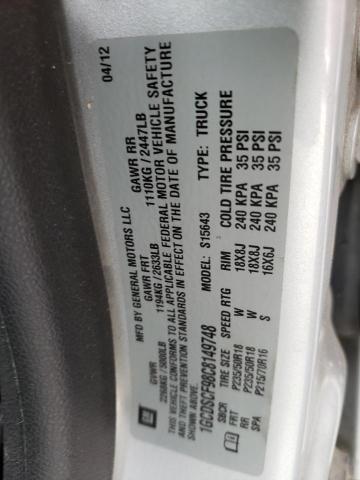 MFD BY GENERAL MOTORS LLC 04/12
GVWR GAWR FRT GAWR RR
2268KG / 5000LB 1194KG / 2633LB 1110KG / 2447LB
THIS VEHICLE CONFORMS TO ALL APPLICABLE FEDERAL MOTOR VEHICLE SAFETY
STANDARDS IN EFFECT ON THE DATE OF MANUFACTURE
SHOWN ABOVE.
1GCDSCF98C8149748 MODEL: S15643 TYPE: TRUCK
SBCR TIRE SIZE SPEED RTG RIM COLD TIRE PRESSURE
FRT P235/50R18 W 18X8J 240 KPA 35 PSI
RR P235/50R18 W 18X8J 240 KPA 35 PSI
SPA P215/70R16 S 16X6J 240 KPA 35 PSI
GM